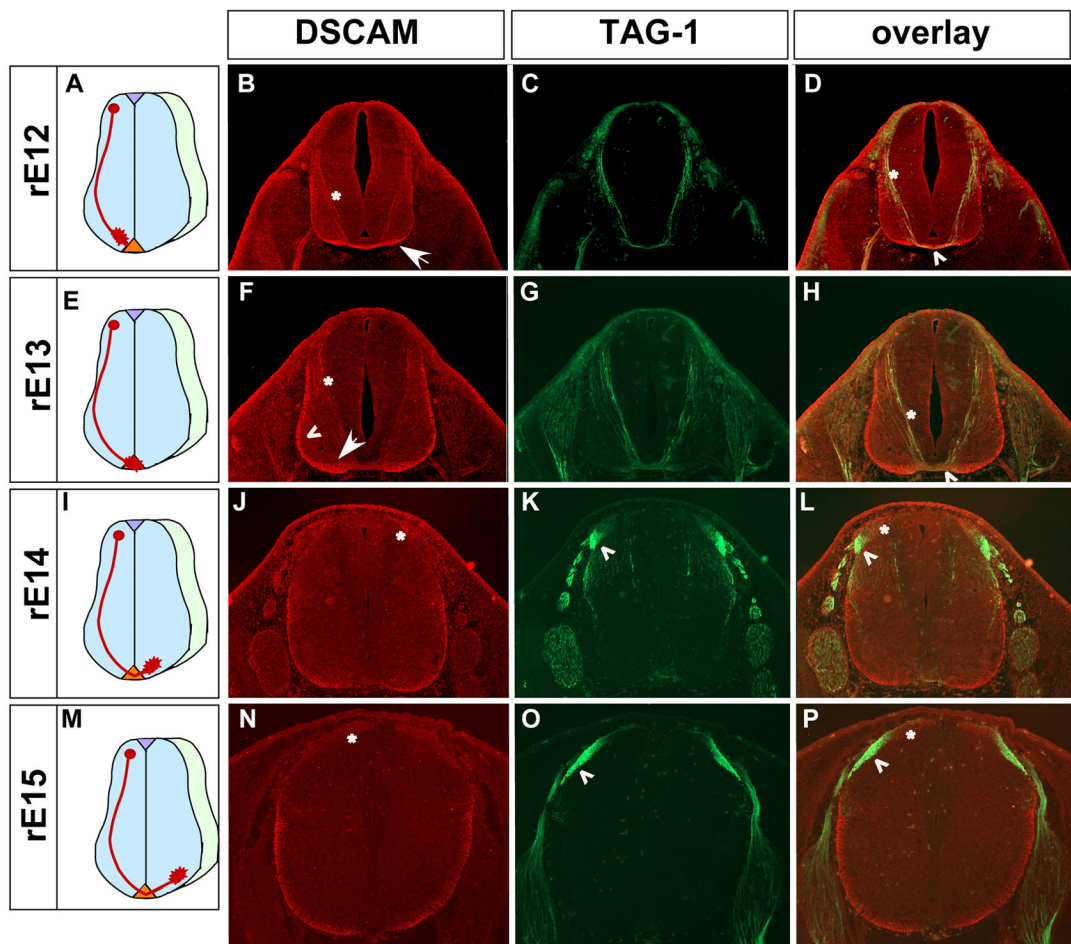 DSCAM TAG-1 overlay
rE12 A B C D
rE13 E F G H
rE14 I J K L
rE15 M N O P